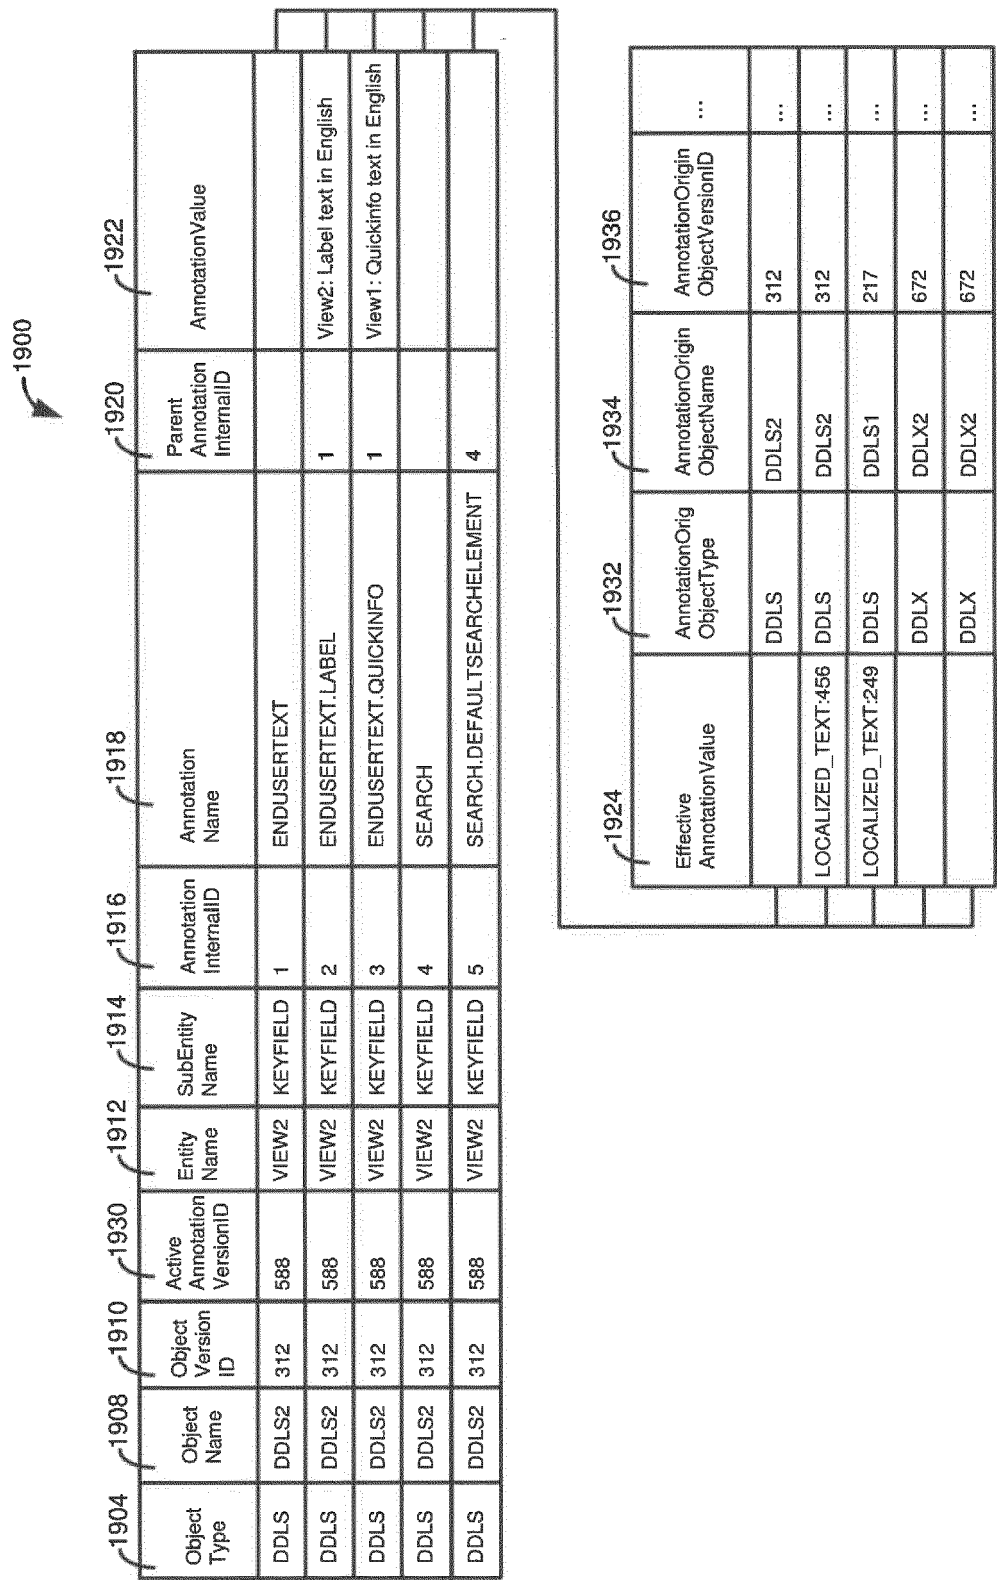 1900
1904 1908 1910 1930 1912 1914 1916 1918 1920 1922
Object Type | Object Name | Object Version ID | Active Annotation VersionID | Entity Name | SubEntity Name | Annotation InternalID | Annotation Name | Parent Annotation InternalID | AnnotationValue
DDLS DDLS2 312 588 VIEW2 KEYFIELD 1 ENDUSERTEXT
DDLS DDLS2 312 588 VIEW2 KEYFIELD 2 ENDUSERTEXT.LABEL 1 View2: Label text in English
DDLS DDLS2 312 588 VIEW2 KEYFIELD 3 ENDUSERTEXT.QUICKINFO 1 View1: Quickinfo text in English
DDLS DDLS2 312 588 VIEW2 KEYFIELD 4 SEARCH
DDLS DDLS2 312 588 VIEW2 KEYFIELD 5 SEARCH.DEFAULTSEARCHELEMENT 4
1924 1932 1934 1936
Effective AnnotationValue | AnnotationOrig ObjectType | AnnotationOrigin ObjectName | AnnotationOrigin ObjectVersionID | ...
DDLS DDLS2 312 ...
LOCALIZED_TEXT:456 DDLS DDLS2 312 ...
LOCALIZED_TEXT:249 DDLS DDLS1 217 ...
DDLX DDLX2 672 ...
DDLX DDLX2 672 ...